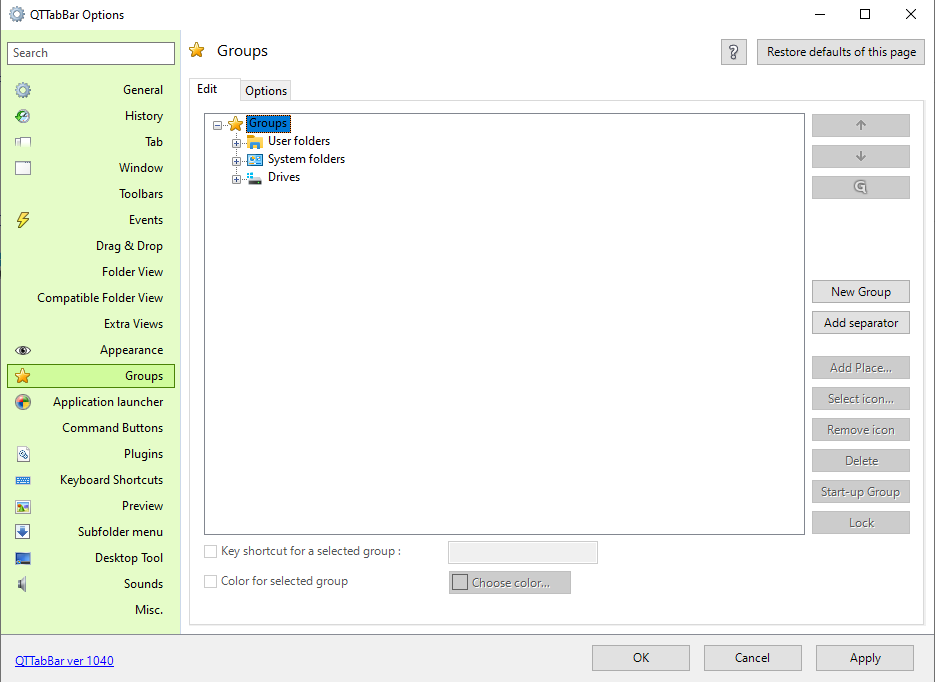 QTTabBar Options
Search
General
History
Tab
Window
Toolbars
Events
Drag & Drop
Folder View
Compatible Folder View
Extra Views
Appearance
Groups
Application launcher
Command Buttons
Plugins
Keyboard Shortcuts
Preview
Subfolder menu
Desktop Tool
Sounds
Misc.
Groups
?
Restore defaults of this page
Edit
Options
Groups
User folders
System folders
Drives
G
New Group
Add separator
Add Place...
Select icon...
Remove icon
Delete
Start-up Group
Lock
Key shortcut for a selected group :
Color for selected group
Choose color...
QTTabBar ver 1040
OK
Cancel
Apply